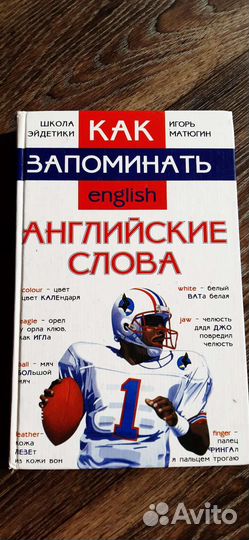 ШКОЛА ЭЙДЕТИКИ
КАК
ИГОРЬ МАТЮГИН
ЗАПОМИНАТЬ
english
АНГЛИЙСКИЕ
СЛОВА
colour - цвет
цвет КАЛЕндаря
white - белый
ВАТа белая
eagle - орел
у орла клюв,
как ИГЛа
jaw - челюсть
дядя ДЖО
повредил
челюсть
ball - мяч
БОЛьшой
мяч
1
leather-
кожа
ЛЕЗЕТ
из кожи вон
finger -
палец
ФИНГАЛ
я пальцем трогаю
Avito